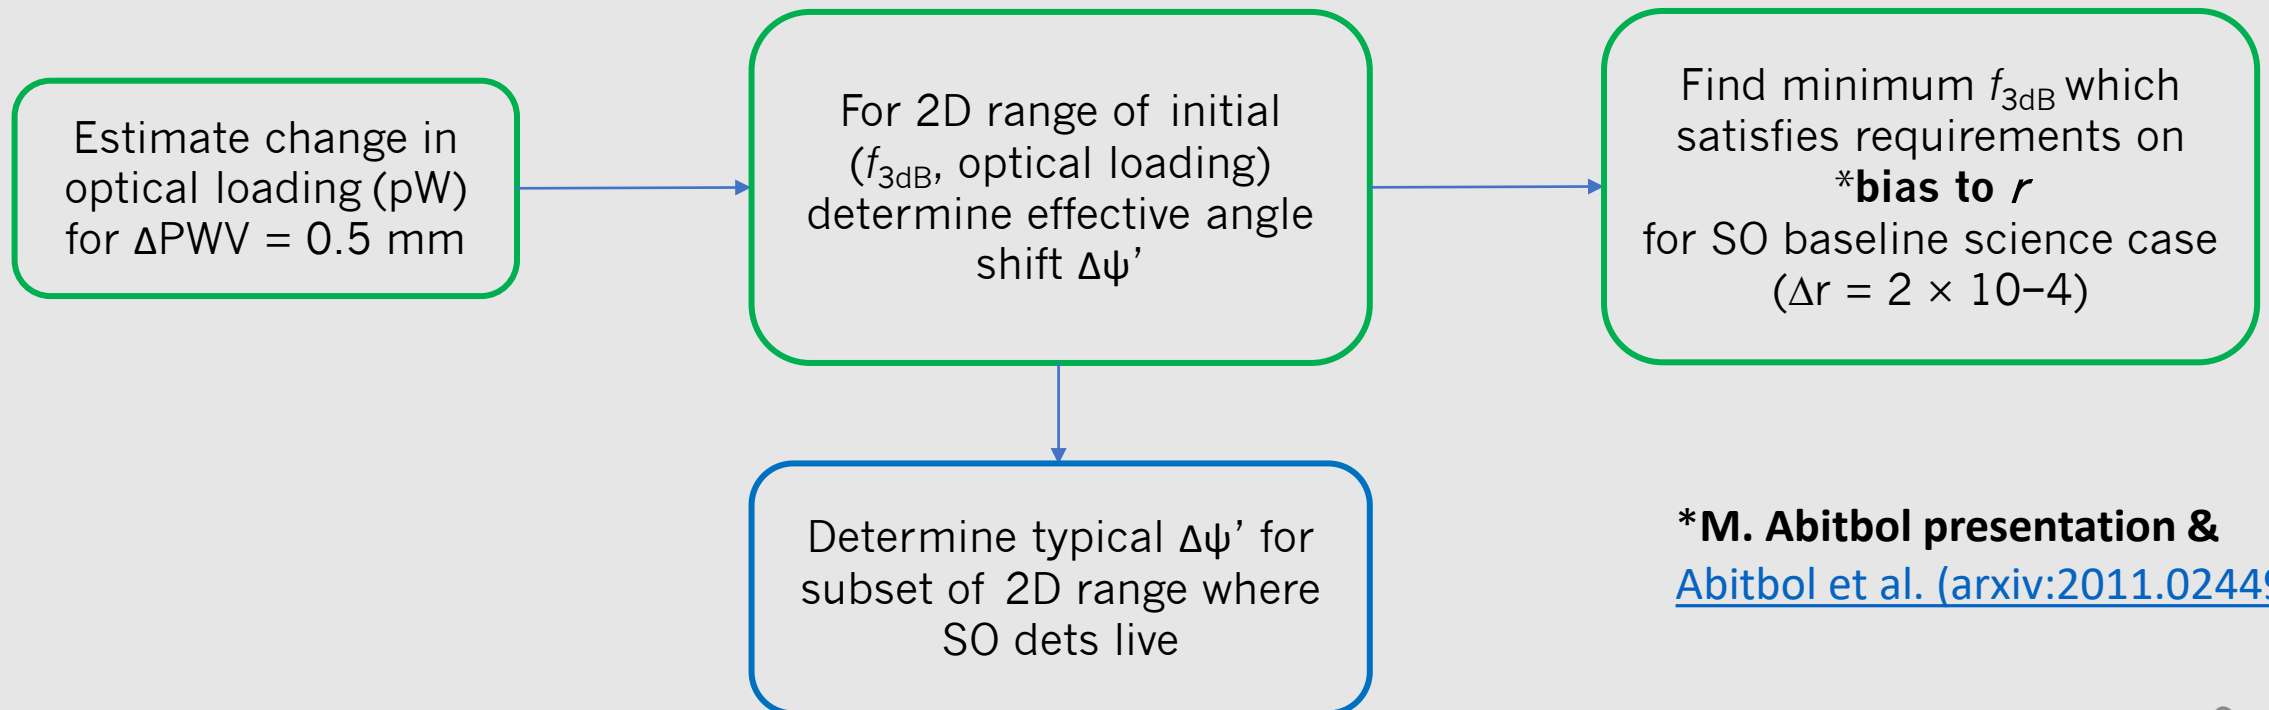 Estimate change in
optical loading (pW)
for ΔPWV = 0.5 mm
For 2D range of initial
(f3dB, optical loading)
determine effective angle
shift Δψ’
Find minimum f3dB which
satisfies requirements on
*bias to r
for SO baseline science case
(Δr = 2 × 10−4)
Determine typical Δψ’ for
subset of 2D range where
SO dets live
*M. Abitbol presentation &
Abitbol et al. (arxiv:2011.02449